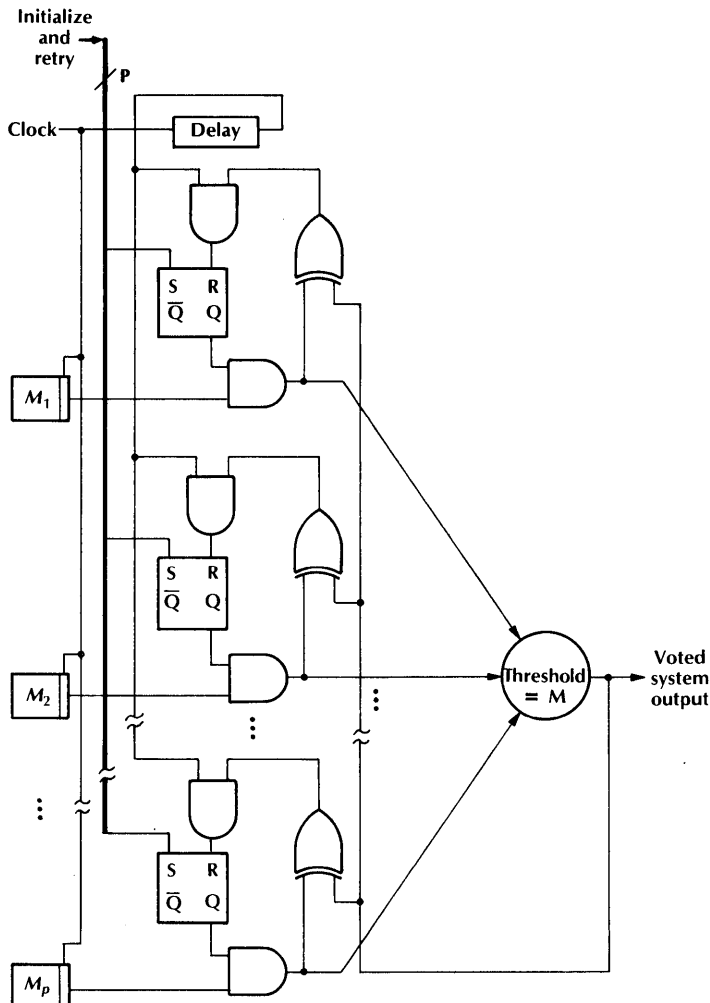 Initialize
and
retry
P
Clock
Delay
S R
Q̅ Q
M₁
S R
Q̅ Q
M₂
Threshold
= M
Voted
system
output
S R
Q̅ Q
Mₚ